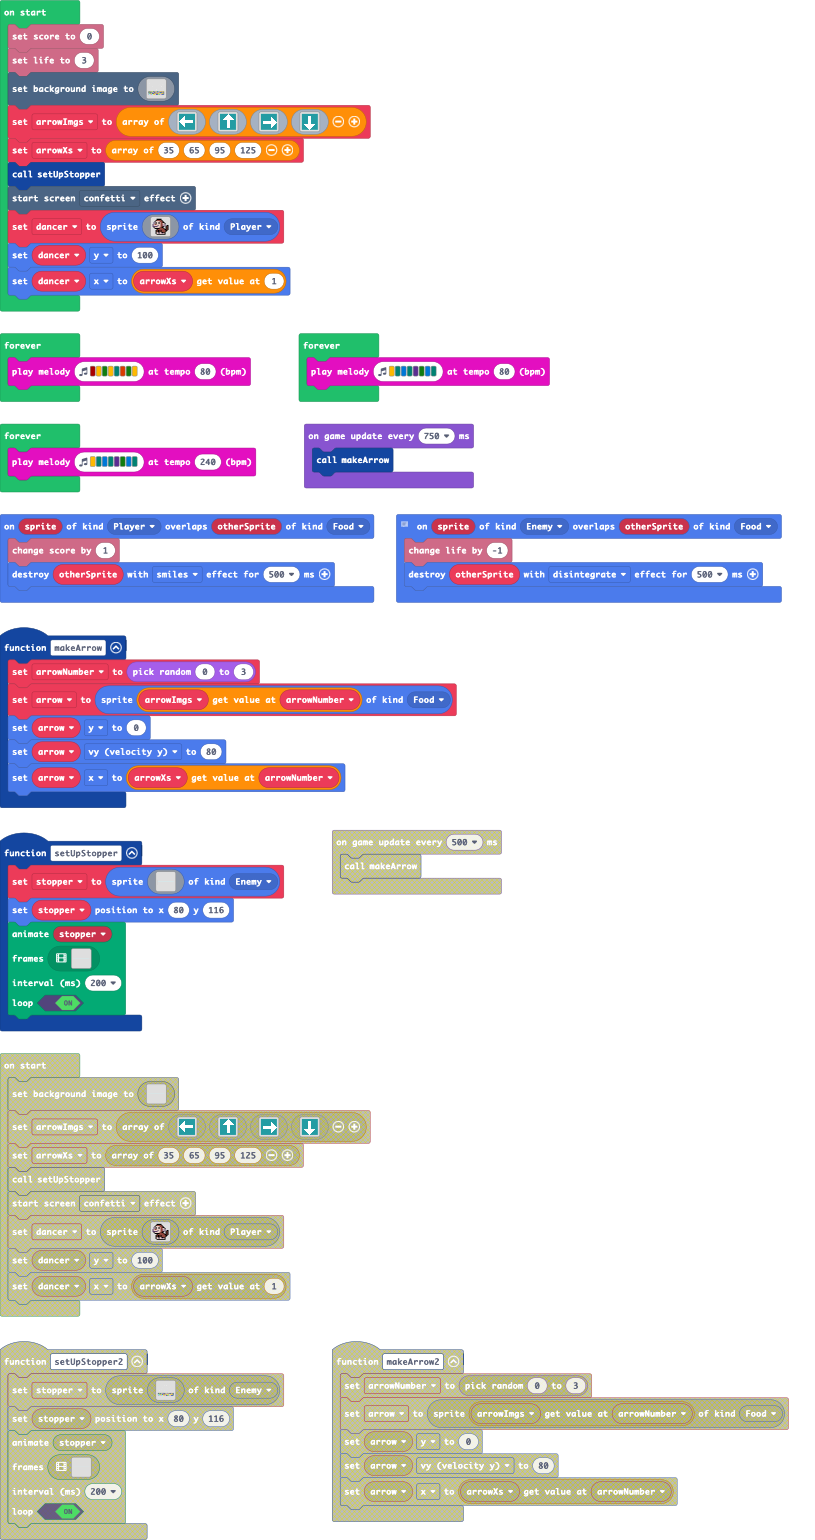 on start
set score to 0
set life to 3
set background image to
set arrowImgs to array of
set arrowXs to array of 35 65 95 125
call setUpStopper
start screen confetti effect
set dancer to sprite of kind Player
set dancer y to 100
set dancer x to arrowXs get value at 1
forever
play melody at tempo 80 (bpm)
forever
play melody at tempo 80 (bpm)
forever
play melody at tempo 240 (bpm)
on game update every 750 ms
call makeArrow
on sprite of kind Player overlaps otherSprite of kind Food
change score by 1
destroy otherSprite with smiles effect for 500 ms
on sprite of kind Enemy overlaps otherSprite of kind Food
change life by -1
destroy otherSprite with disintegrate effect for 500 ms
function makeArrow
set arrowNumber to pick random 0 to 3
set arrow to sprite arrowImgs get value at arrowNumber of kind Food
set arrow y to 0
set arrow vy (velocity y) to 80
set arrow x to arrowXs get value at arrowNumber
function setUpStopper
set stopper to sprite of kind Enemy
set stopper position to x 80 y 116
animate stopper
frames
interval (ms) 200
loop ON
on game update every 500 ms
call makeArrow
on start
set background image to
set arrowImgs to array of
set arrowXs to array of 35 65 95 125
call setUpStopper
start screen confetti effect
set dancer to sprite of kind Player
set dancer y to 100
set dancer x to arrowXs get value at 1
function setUpStopper2
set stopper to sprite of kind Enemy
set stopper position to x 80 y 116
animate stopper
frames
interval (ms) 200
loop ON
function makeArrow2
set arrowNumber to pick random 0 to 3
set arrow to sprite arrowImgs get value at arrowNumber of kind Food
set arrow y to 0
set arrow vy (velocity y) to 80
set arrow x to arrowXs get value at arrowNumber